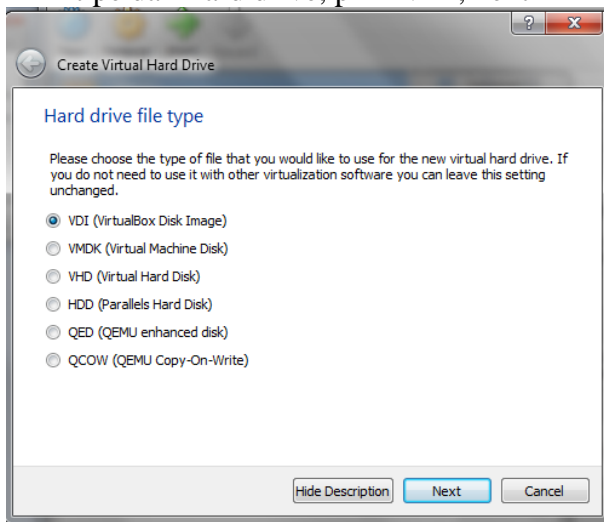 hard drive,
Create Virtual Hard Drive
Hard drive file type
Please choose the type of file that you would like to use for the new virtual hard drive. If
you do not need to use it with other virtualization software you can leave this setting
unchanged.
VDI (VirtualBox Disk Image)
VMDK (Virtual Machine Disk)
VHD (Virtual Hard Disk)
HDD (Parallels Hard Disk)
QED (QEMU enhanced disk)
QCOW (QEMU Copy-On-Write)
Hide Description Next Cancel